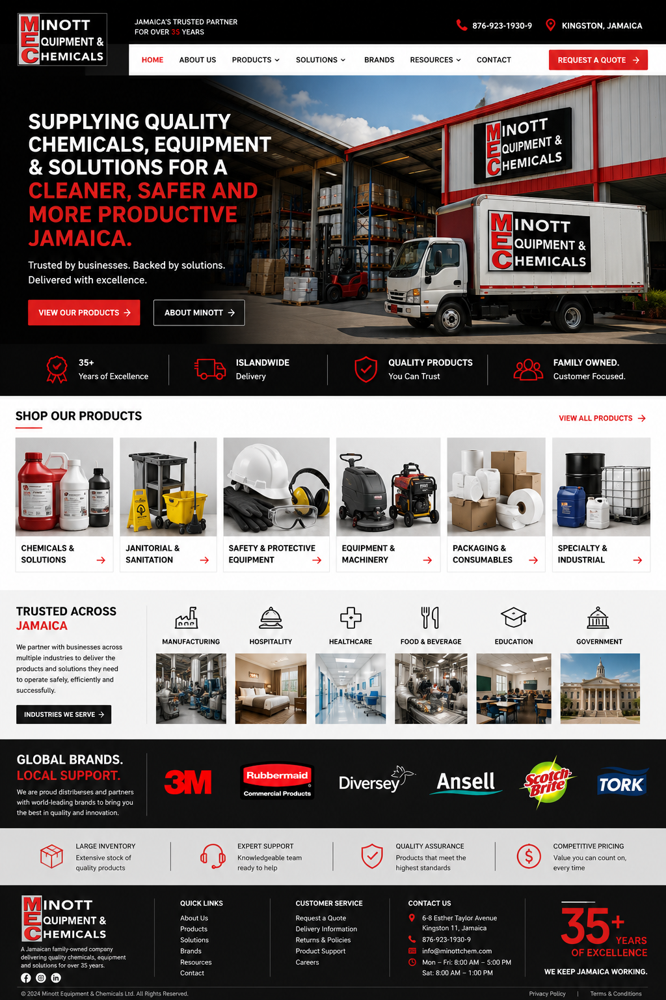 MINOTT
EQUIPMENT &
CHEMICALS
JAMAICA'S TRUSTED PARTNER
FOR OVER 35 YEARS
876-923-1930-9
KINGSTON, JAMAICA
HOME
ABOUT US
PRODUCTS
SOLUTIONS
BRANDS
RESOURCES
CONTACT
REQUEST A QUOTE
SUPPLYING QUALITY
CHEMICALS, EQUIPMENT
& SOLUTIONS FOR A
CLEANER, SAFER AND
MORE PRODUCTIVE
JAMAICA.
Trusted by businesses. Backed by solutions.
Delivered with excellence.
VIEW OUR PRODUCTS
ABOUT MINOTT
MINOTT
EQUIPMENT &
CHEMICALS
MINOTT
EQUIPMENT &
CHEMICALS
35+
Years of Excellence
ISLANDWIDE
Delivery
QUALITY PRODUCTS
You Can Trust
FAMILY OWNED.
Customer Focused.
SHOP OUR PRODUCTS
VIEW ALL PRODUCTS
CHEMICALS &
SOLUTIONS
JANITORIAL &
SANITATION
SAFETY & PROTECTIVE
EQUIPMENT
EQUIPMENT &
MACHINERY
PACKAGING &
CONSUMABLES
SPECIALTY &
INDUSTRIAL
TRUSTED ACROSS
JAMAICA
We partner with businesses across
multiple industries to deliver the
products and solutions they need
to operate safely, efficiently and
successfully.
INDUSTRIES WE SERVE
MANUFACTURING
HOSPITALITY
HEALTHCARE
FOOD & BEVERAGE
EDUCATION
GOVERNMENT
GLOBAL BRANDS.
LOCAL SUPPORT.
We are proud distribeses and partners
with world-leading brands to bring you
the best in quality and innovation.
3M
Rubbermaid
Commercial Products
Diversey
Ansell
Scotch-
Brite
TORK
LARGE INVENTORY
Extensive stock of
quality products
EXPERT SUPPORT
Knowledgeable team
ready to help
QUALITY ASSURANCE
Products that meet the
highest standards
COMPETITIVE PRICING
Value you can count on,
every time
MINOTT
EQUIPMENT &
CHEMICALS
A Jamaican family-owned company
delivering quality chemicals, equipment
and solutions for over 35 years.
QUICK LINKS
About Us
Products
Solutions
Brands
Resources
Contact
CUSTOMER SERVICE
Request a Quote
Delivery Information
Returns & Policies
Product Support
Careers
CONTACT US
6-8 Esther Taylor Avenue
Kingston 11, Jamaica
876-923-1930-9
info@minottchem.com
Mon – Fri: 8:00 AM – 5:00 PM
Sat: 8:00 AM – 1:00 PM
35+
YEARS
OF EXCELLENCE
WE KEEP JAMAICA WORKING.
© 2024 Minott Equipment & Chemicals Ltd. All Rights Reserved.
Privacy Policy | Terms & Conditions